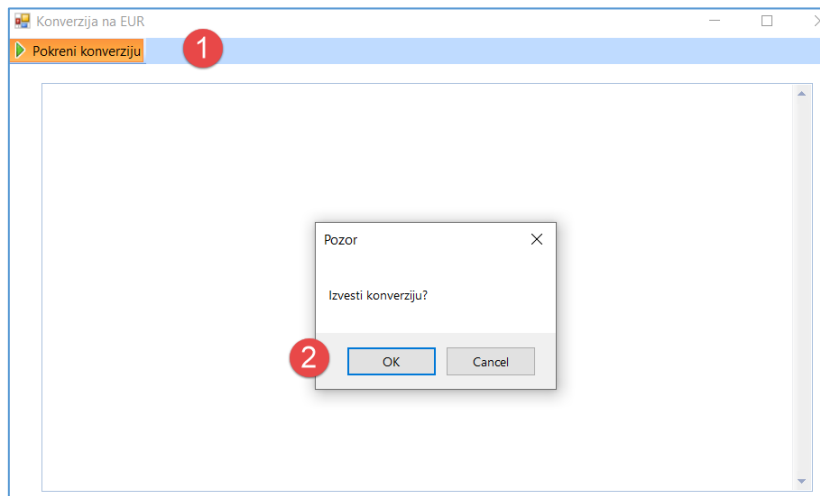 Konverzija na EUR
Pokreni konverziju
1
Pozor
Izvesti konverziju?
2
OK
Cancel